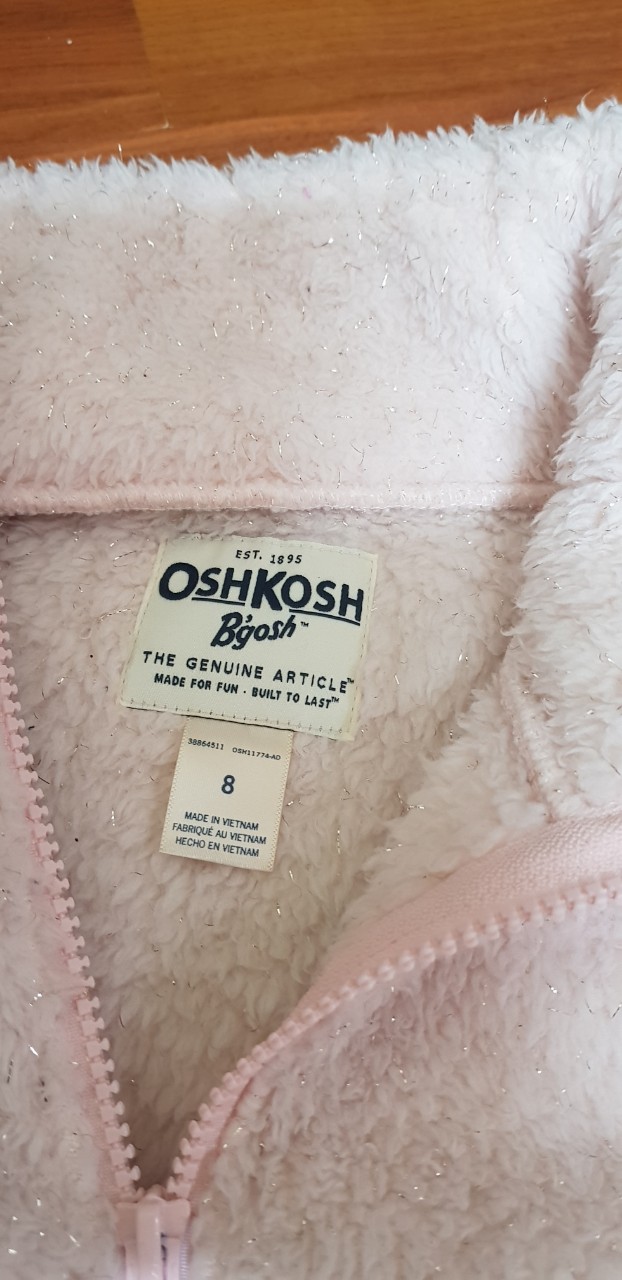 EST. 1895
OSHKOSH
B'gosh™
THE GENUINE ARTICLE™
MADE FOR FUN · BUILT TO LAST™
38864511 OSH11774-AO
8
MADE IN VIETNAM
FABRIQUÉ AU VIETNAM
HECHO EN VIETNAM